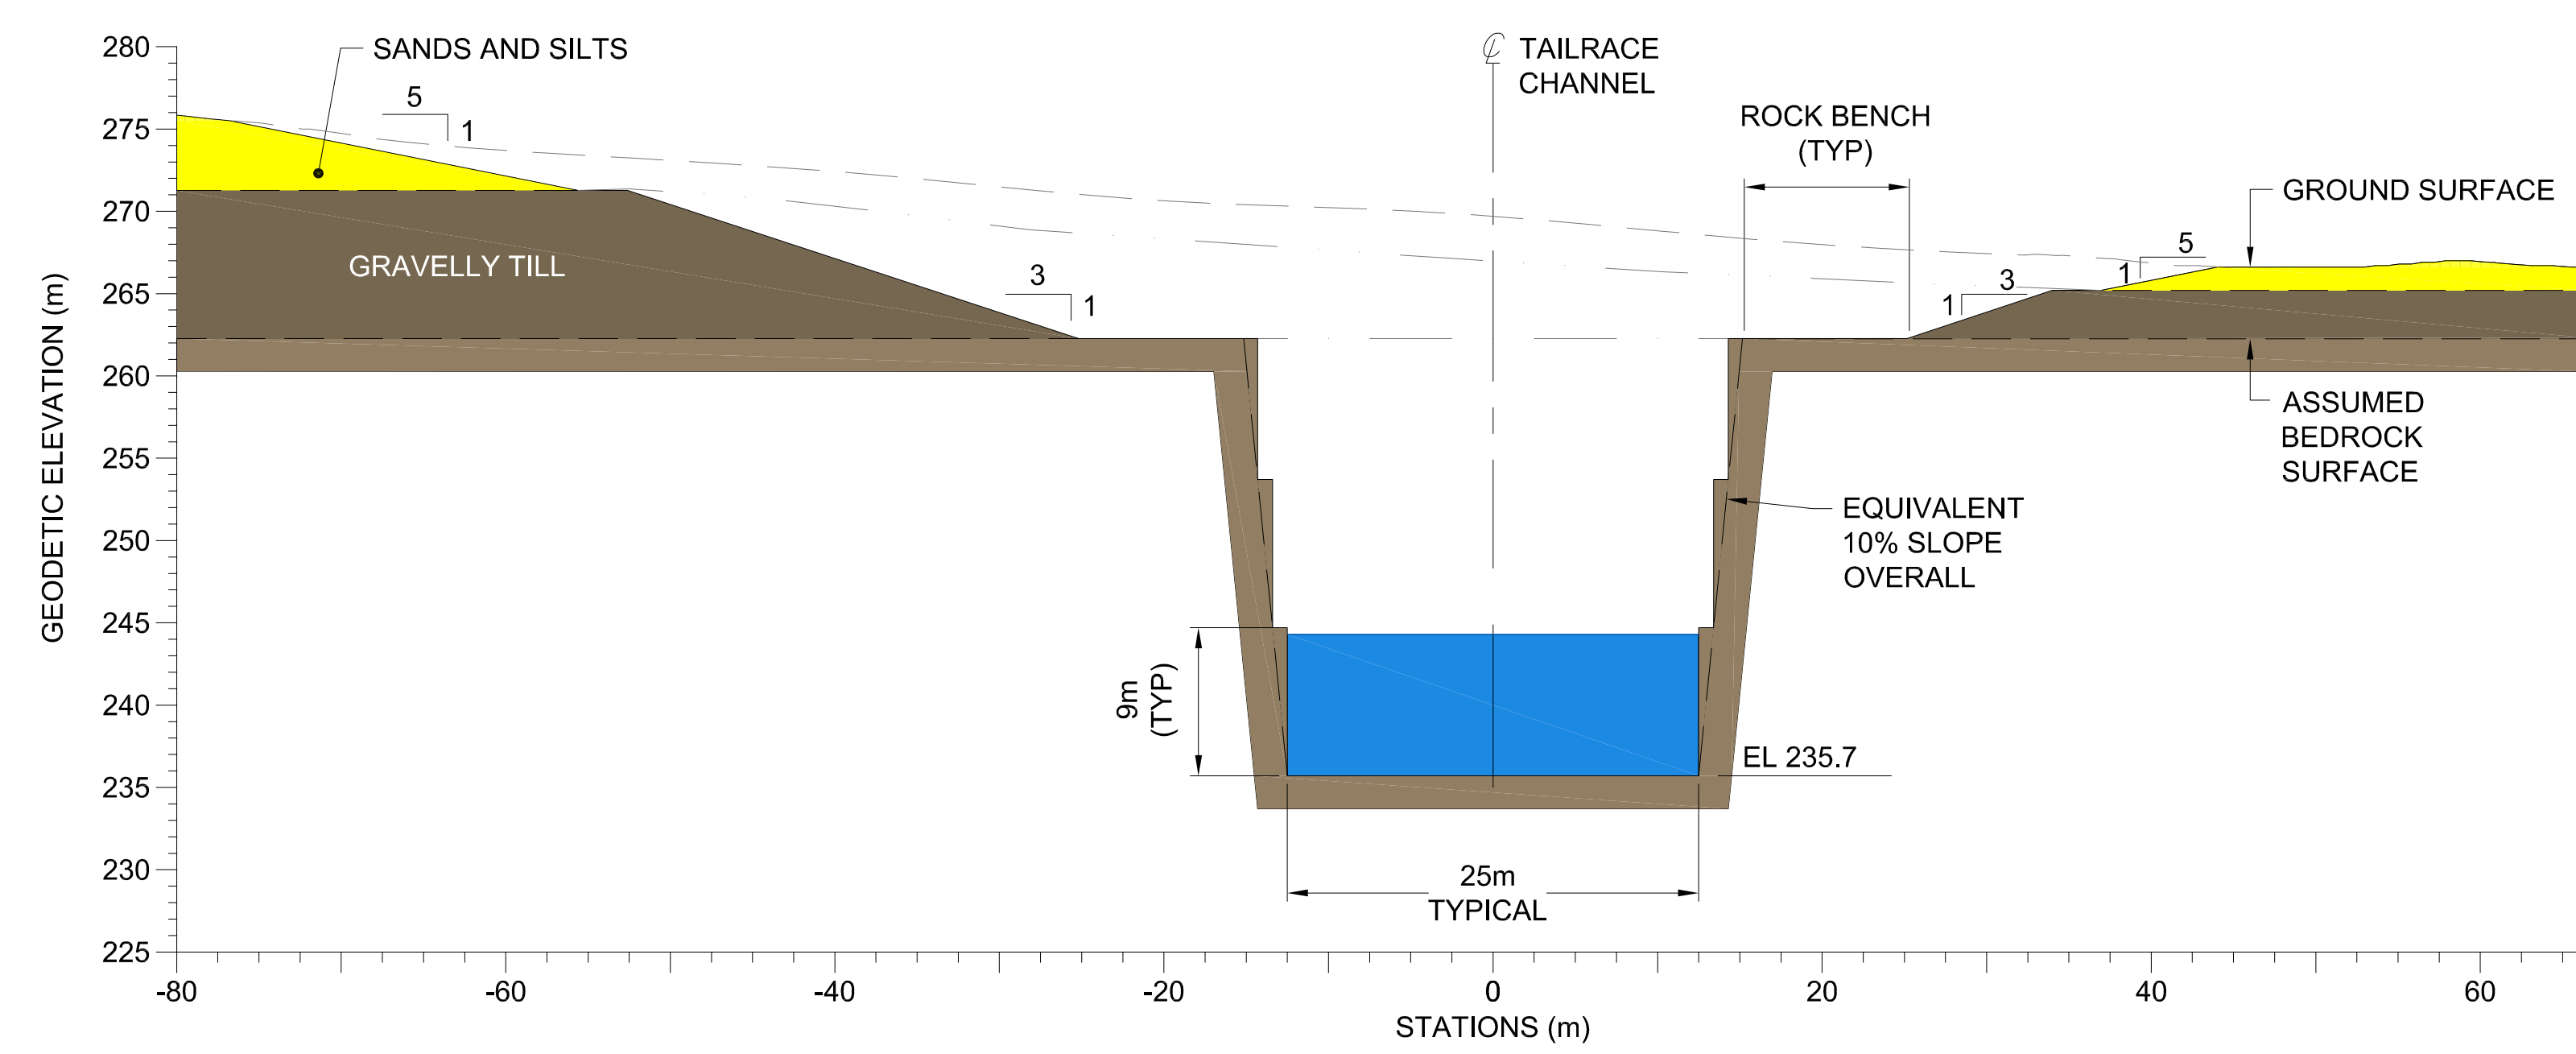 SANDS AND SILTS
℄ TAILRACE
CHANNEL
5
1
ROCK BENCH
(TYP)
GROUND SURFACE
GRAVELLY TILL
3
1
5
1
3
1
ASSUMED
BEDROCK
SURFACE
EQUIVALENT
10% SLOPE
OVERALL
9m
(TYP)
EL 235.7
25m
TYPICAL
GEODETIC ELEVATION (m)
280
275
270
265
260
255
250
245
240
235
230
225
-80
-60
-40
-20
0
20
40
60
STATIONS (m)